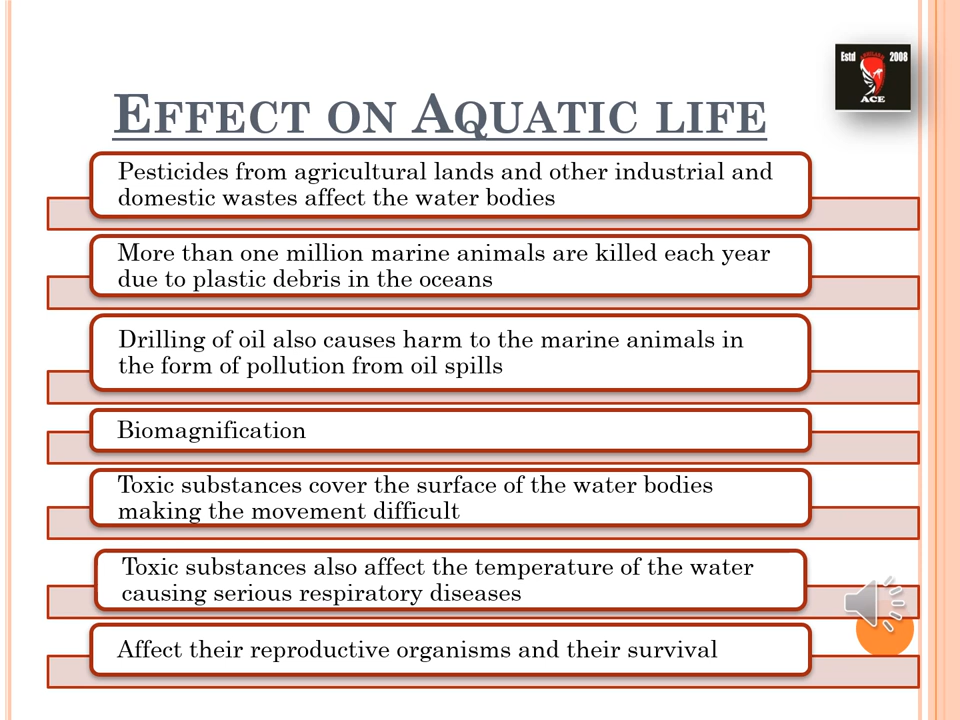 Estd 2008
ACE
EFFECT ON AQUATIC LIFE
Pesticides from agricultural lands and other industrial and
domestic wastes affect the water bodies
More than one million marine animals are killed each year
due to plastic debris in the oceans
Drilling of oil also causes harm to the marine animals in
the form of pollution from oil spills
Biomagnification
Toxic substances cover the surface of the water bodies
making the movement difficult
Toxic substances also affect the temperature of the water
causing serious respiratory diseases
Affect their reproductive organisms and their survival